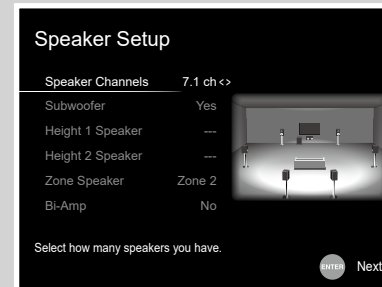 Speaker Setup
Speaker Channels 7.1 ch <>
Subwoofer Yes
Height 1 Speaker ---
Height 2 Speaker ---
Zone Speaker Zone 2
Bi-Amp No
Select how many speakers you have.
ENTER Next